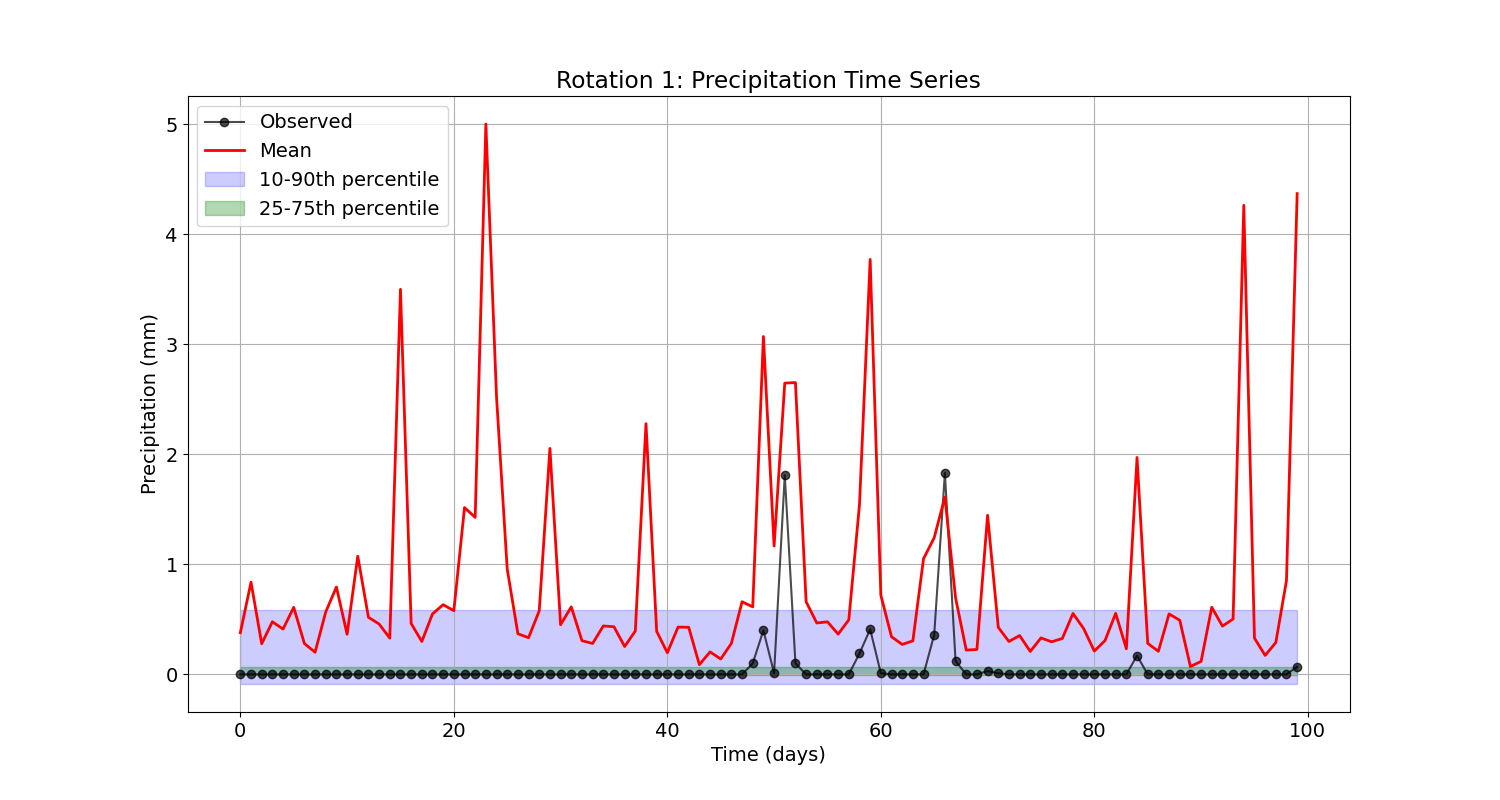 Rotation 1: Precipitation Time Series
Observed
Mean
10-90th percentile
25-75th percentile
Precipitation (mm)
5
4
3
2
1
0
0 20 40 60 80 100
Time (days)